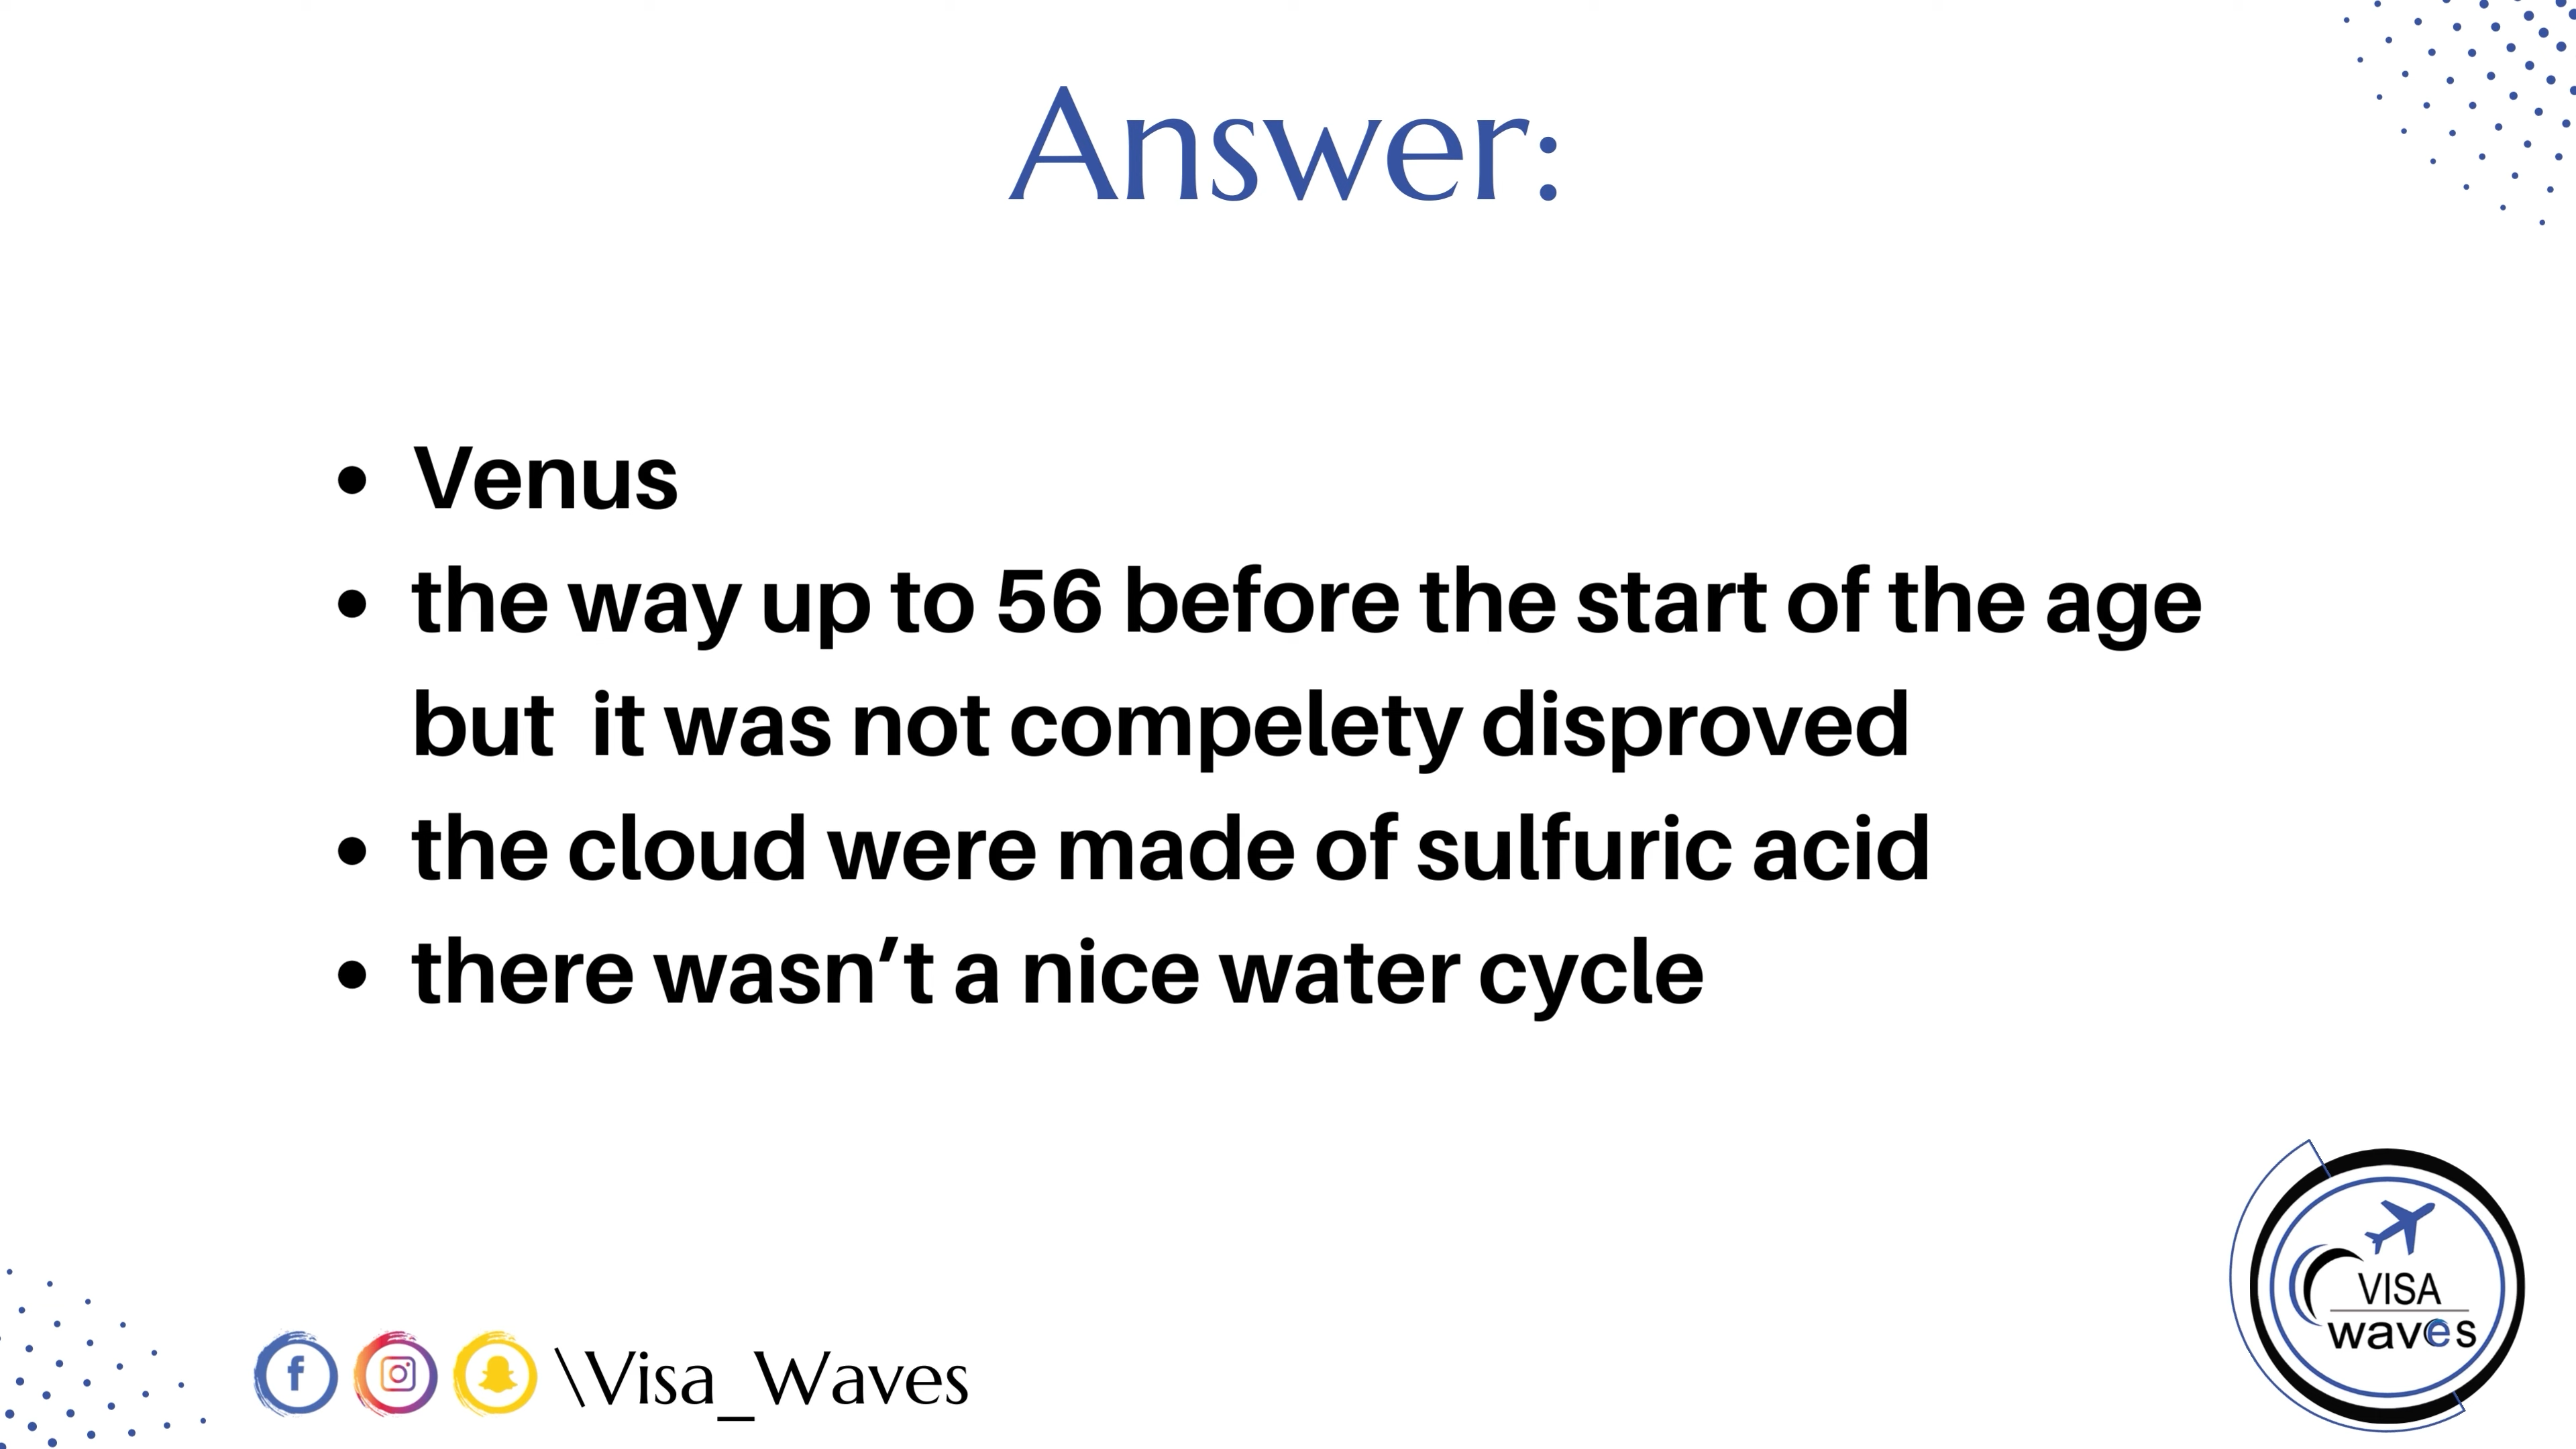 Answer:
• Venus
• the way up to 56 before the start of the age
but it was not compelety disproved
• the cloud were made of sulfuric acid
• there wasn’t a nice water cycle
\Visa_Waves
VISA
waves